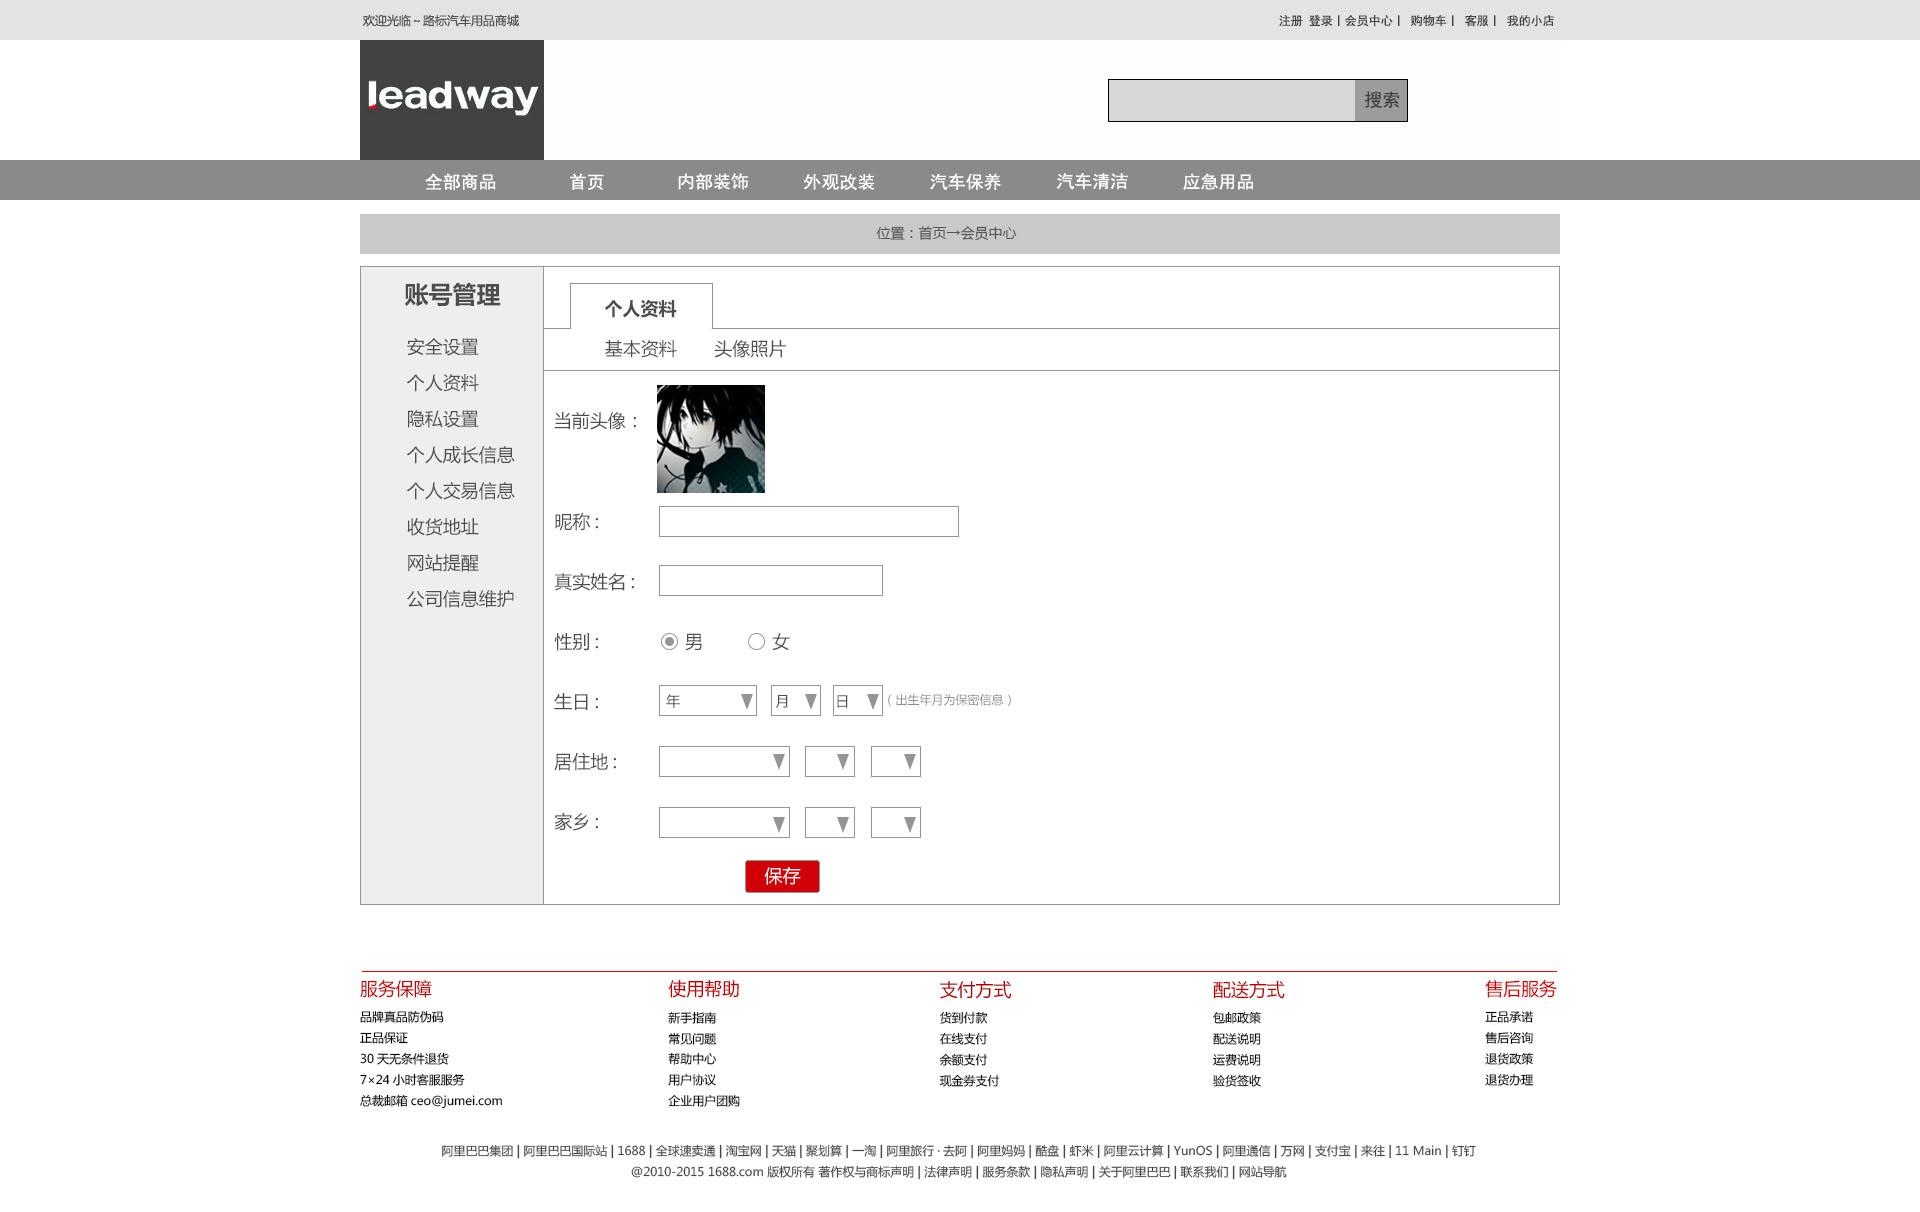 欢迎光临～路标汽车用品商城
注册 登录 | 会员中心 | 购物车 | 客服 | 我的小店
leadway
搜索
全部商品 首页 内部装饰 外观改装 汽车保养 汽车清洁 应急用品
位置：首页→会员中心
账号管理
安全设置
个人资料
隐私设置
个人成长信息
个人交易信息
收货地址
网站提醒
公司信息维护
个人资料
基本资料 头像照片
当前头像：
昵称：
真实姓名：
性别： 男 女
生日： 年 月 日 （出生年月为保密信息）
居住地：
家乡：
保存
服务保障
品牌真品防伪码
正品保证
30 天无条件退货
7×24 小时客服服务
总裁邮箱 ceo@jumei.com
使用帮助
新手指南
常见问题
帮助中心
用户协议
企业用户团购
支付方式
货到付款
在线支付
余额支付
现金券支付
配送方式
包邮政策
配送说明
运费说明
验货签收
售后服务
正品承诺
售后咨询
退货政策
退货办理
阿里巴巴集团 | 阿里巴巴国际站 | 1688 | 全球速卖通 | 淘宝网 | 天猫 | 聚划算 | 一淘 | 阿里旅行 · 去阿 | 阿里妈妈 | 酷盘 | 虾米 | 阿里云计算 | YunOS | 阿里通信 | 万网 | 支付宝 | 来往 | 11 Main | 钉钉
@2010-2015 1688.com 版权所有 著作权与商标声明 | 法律声明 | 服务条款 | 隐私声明 | 关于阿里巴巴 | 联系我们 | 网站导航